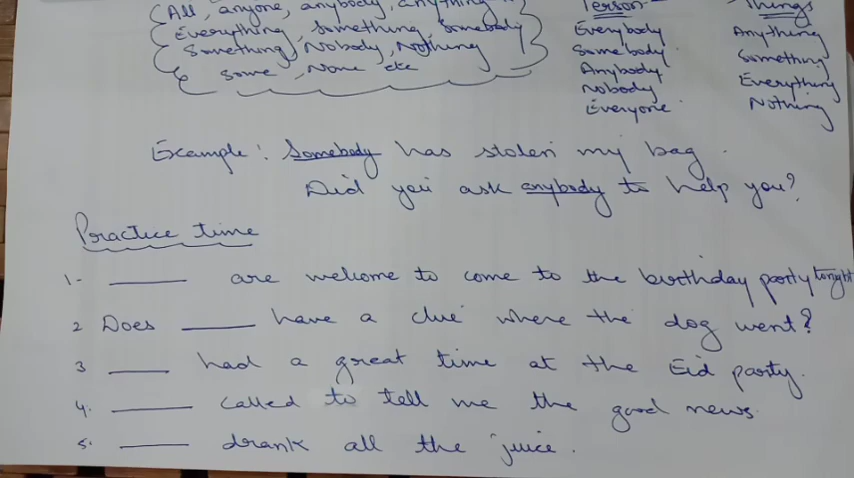 All, anyone, anybody, anything
Everything, Something, Somebody
Something, Nobody, Nothing
Some, None etc
Person
Everybody
Somebody
Anybody
Nobody
Everyone
Things
Anything
Something
Everything
Nothing
Example: Somebody has stolen my bag.
Did you ask anybody to help you?
Practice time
1- ______ are welcome to come to the birthday party tonight
2 Does ______ have a clue where the dog went?
3 ______ had a great time at the Eid party.
4. ______ called to tell me the good news.
5. ______ drank all the juice.